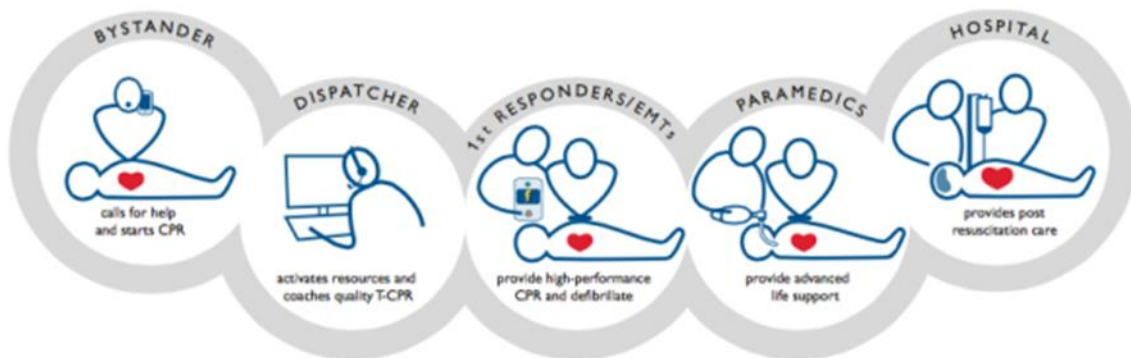 BYSTANDER
calls for help
and starts CPR
DISPATCHER
activates resources and
coaches quality T-CPR
1st RESPONDERS/EMTs
provide high-performance
CPR and defibrillate
PARAMEDICS
provide advanced
life support
HOSPITAL
provides post
resuscitation care